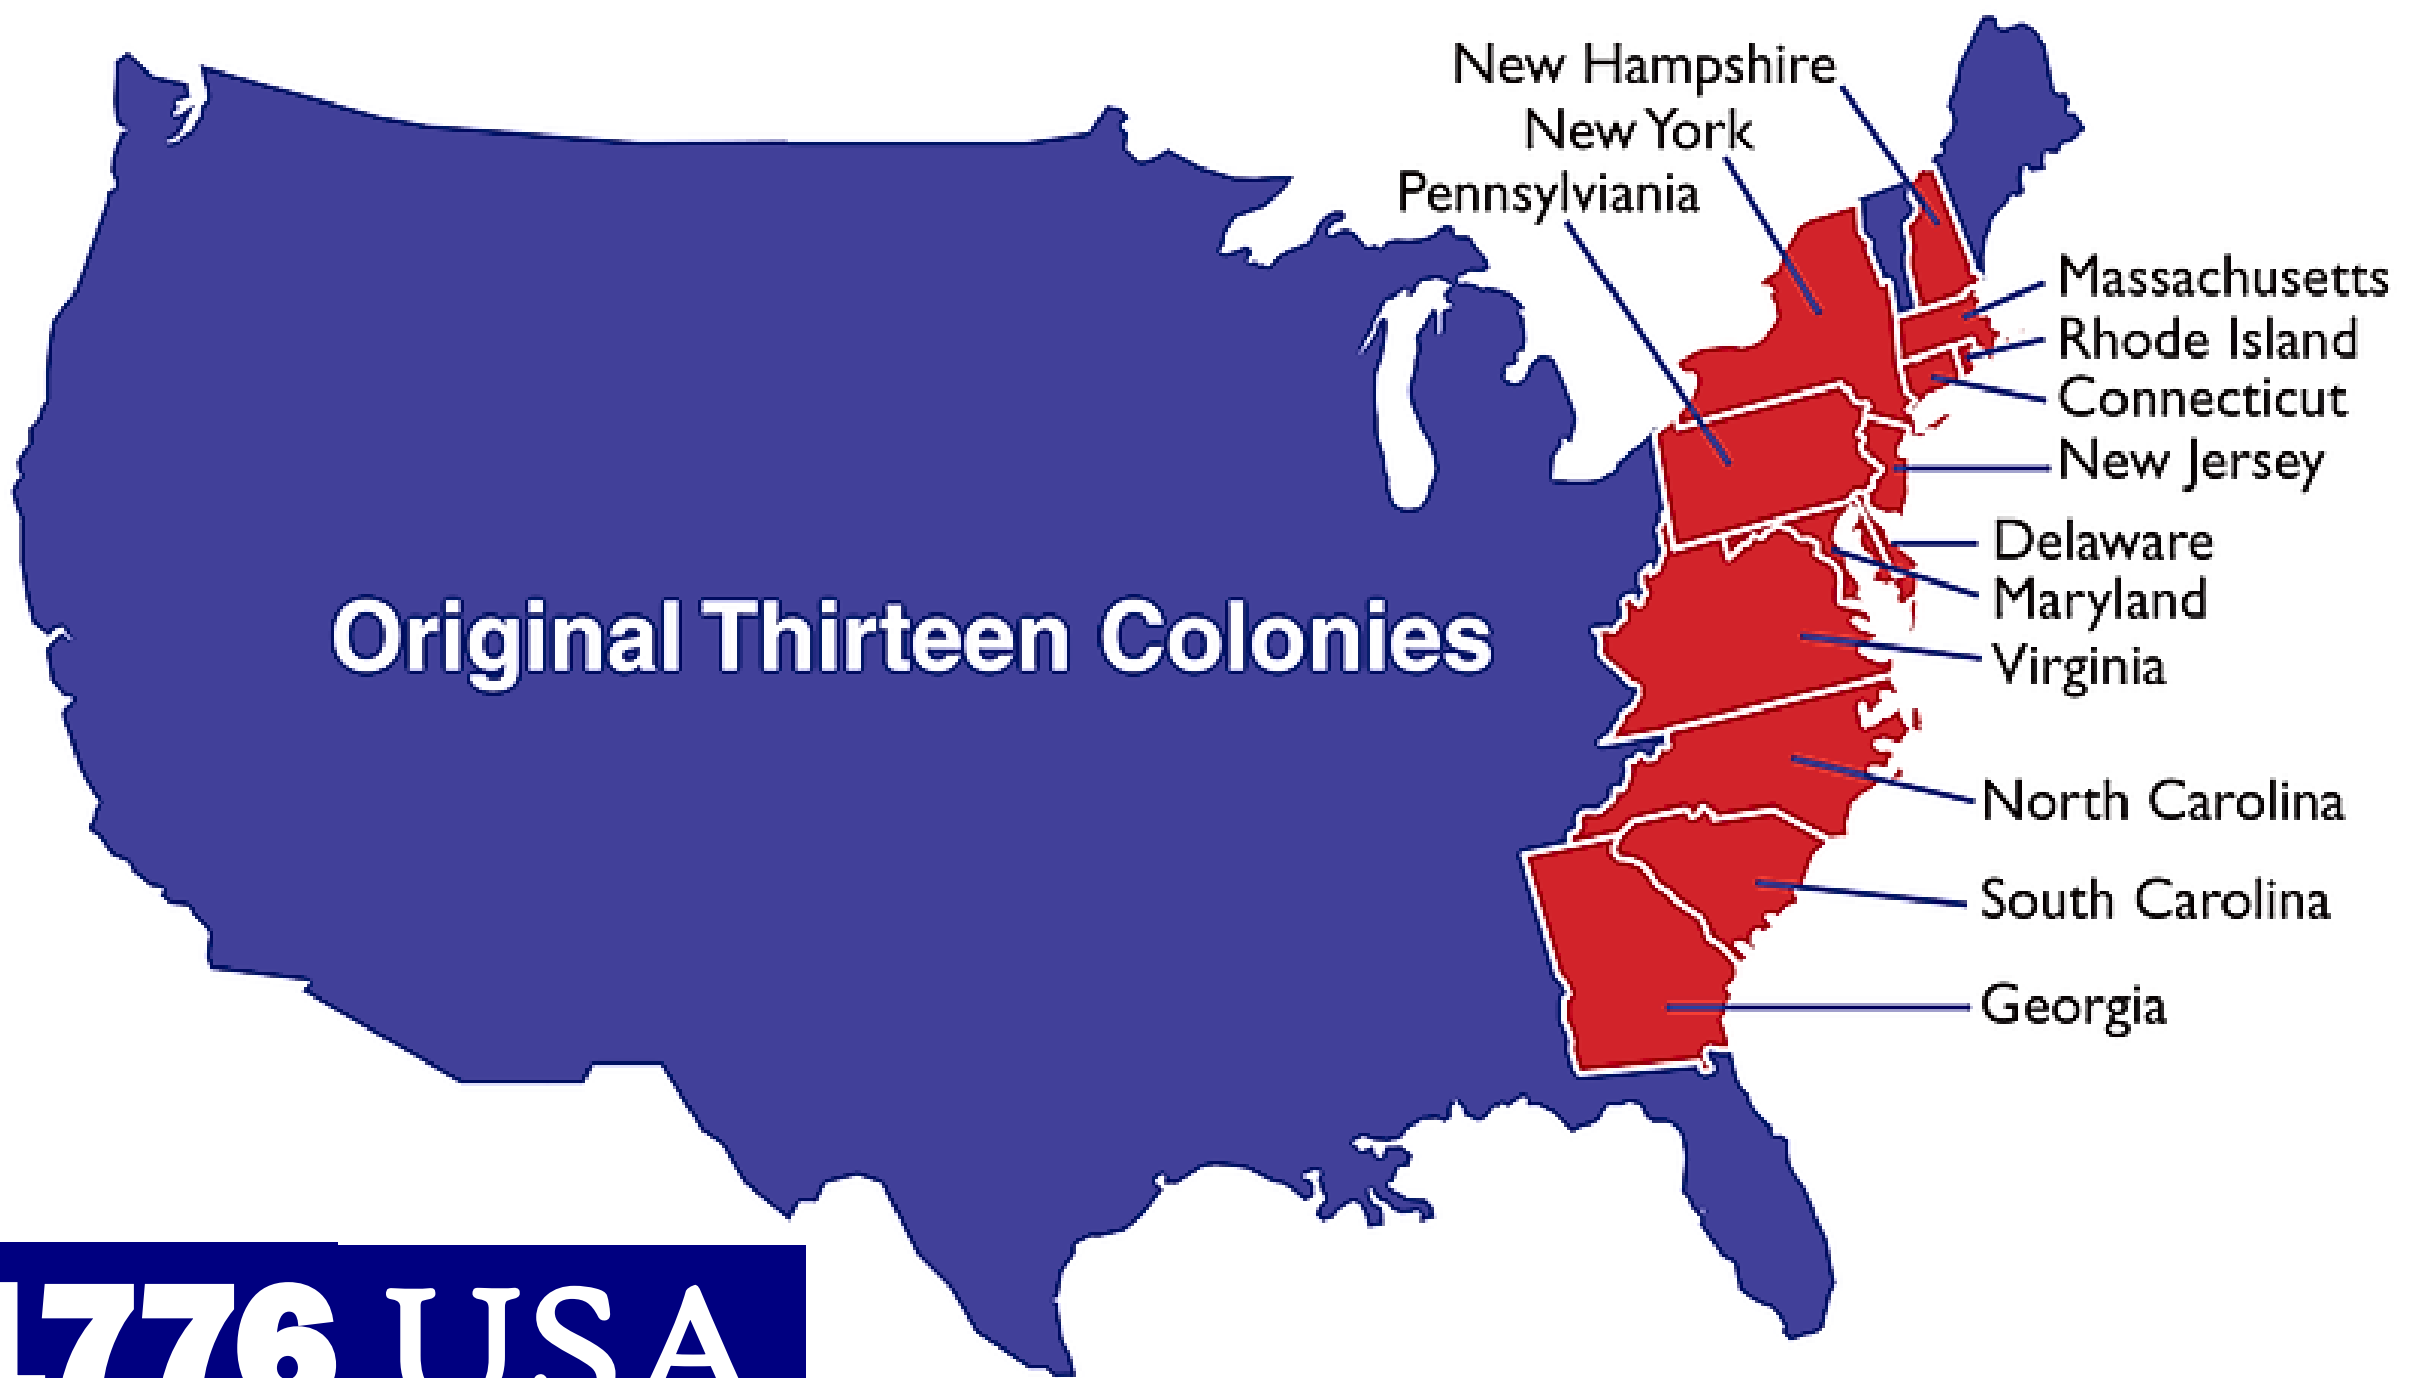 New Hampshire
New York
Pennsylviania
Massachusetts
Rhode Island
Connecticut
New Jersey
Delaware
Maryland
Virginia
Original Thirteen Colonies
North Carolina
South Carolina
Georgia
1776 USA